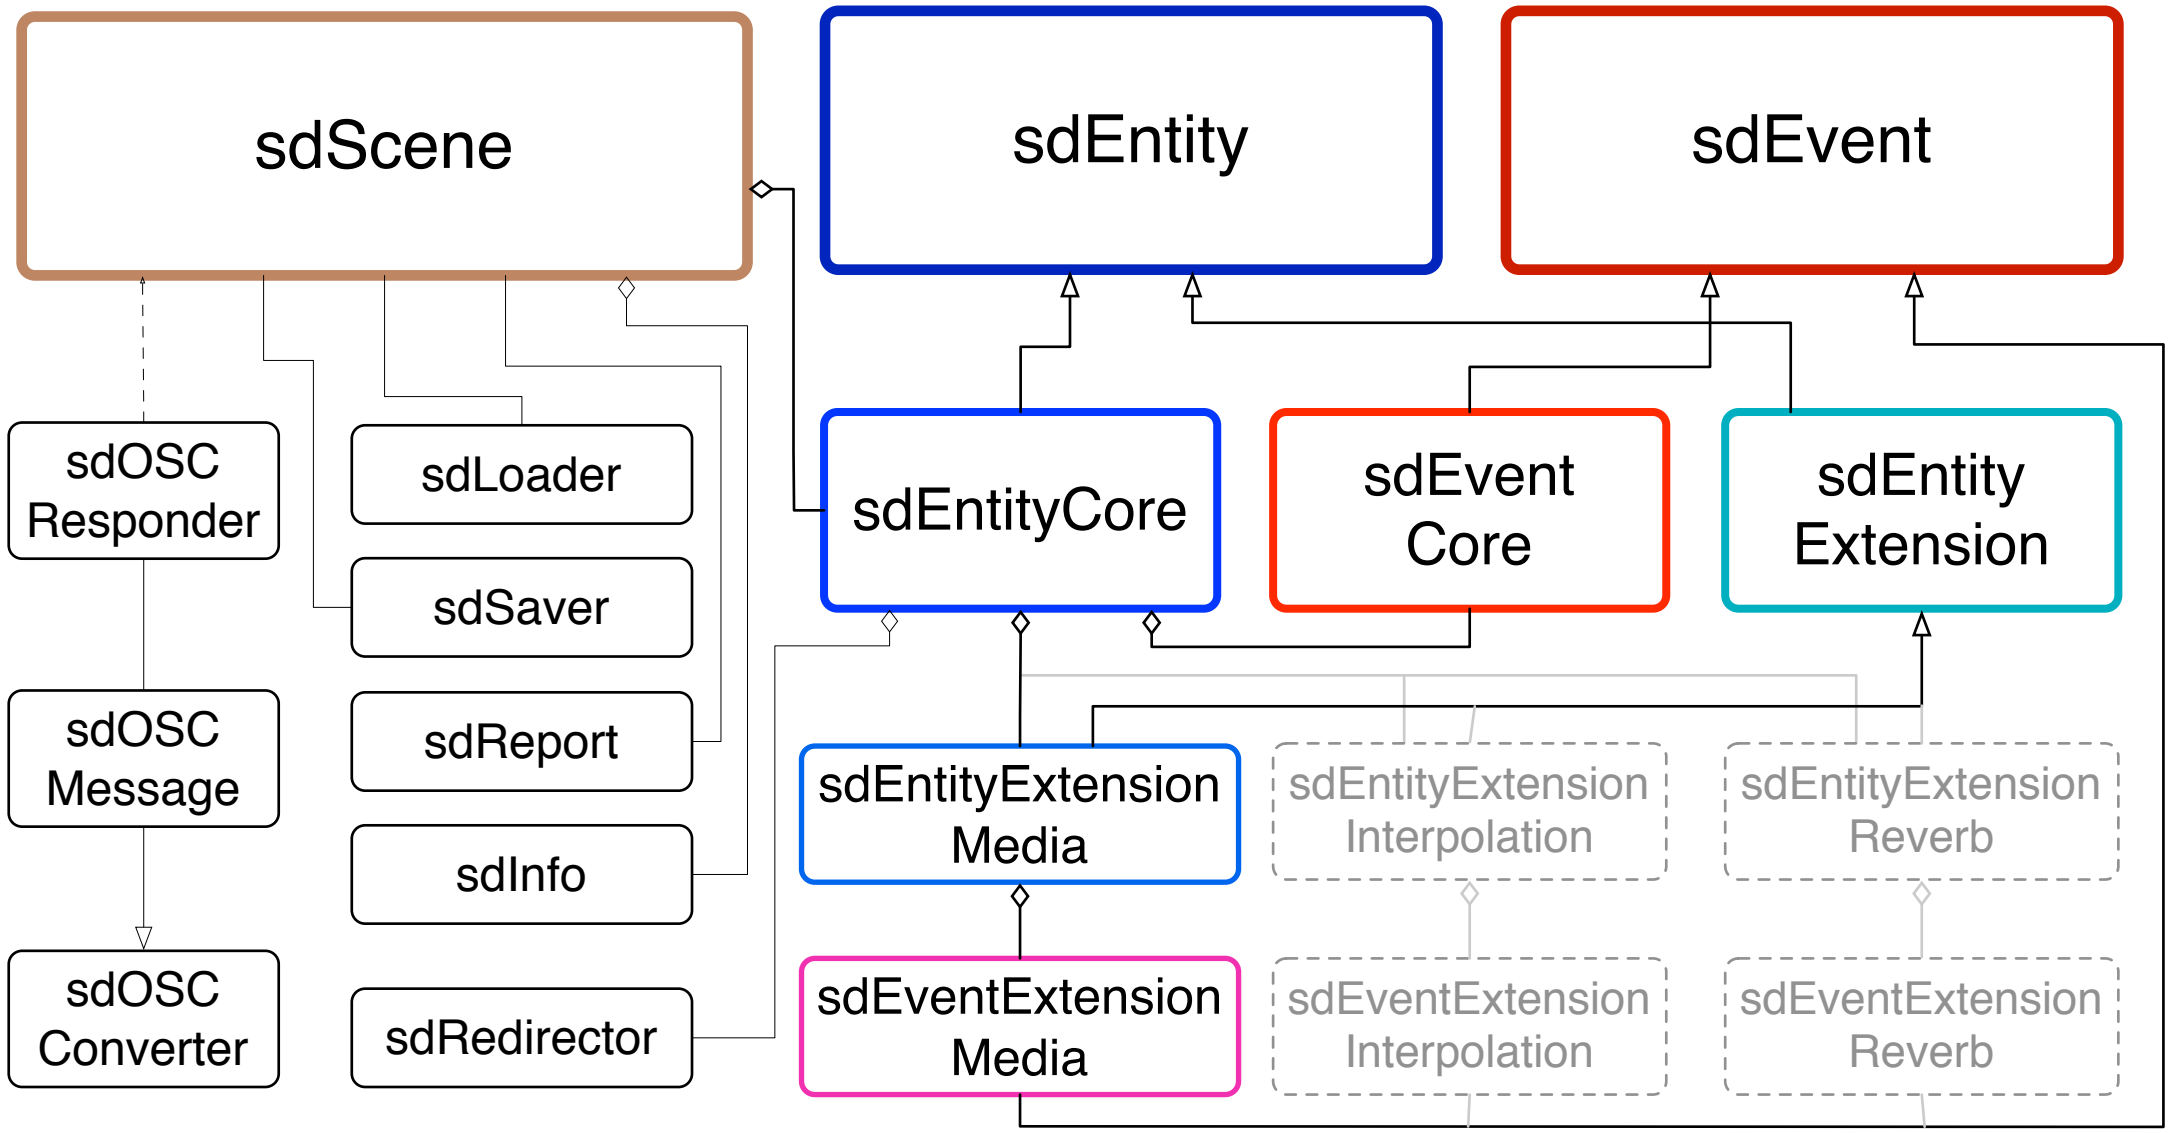 sdScene
sdEntity
sdEvent
sdOSC
Responder
sdLoader
sdEntityCore
sdEvent
Core
sdEntity
Extension
sdSaver
sdOSC
Message
sdReport
sdEntityExtension
Media
sdEntityExtension
Interpolation
sdEntityExtension
Reverb
sdInfo
sdOSC
Converter
sdRedirector
sdEventExtension
Media
sdEventExtension
Interpolation
sdEventExtension
Reverb